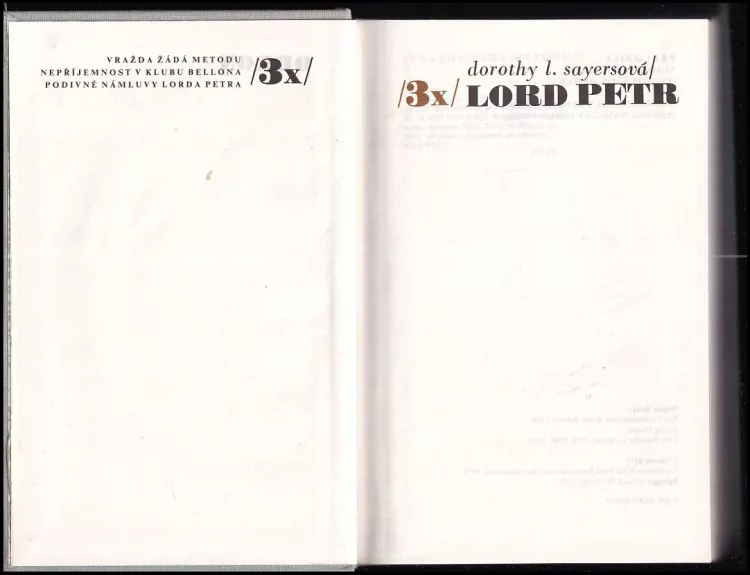 VRAŽDA ŽÁDÁ METODU
NEPŘÍJEMNOST V KLUBU BELLONA
PODIVNÉ NÁMLUVY LORDA PETRA
/3x/
dorothy l. sayersová/
/3x/ LORD PETR